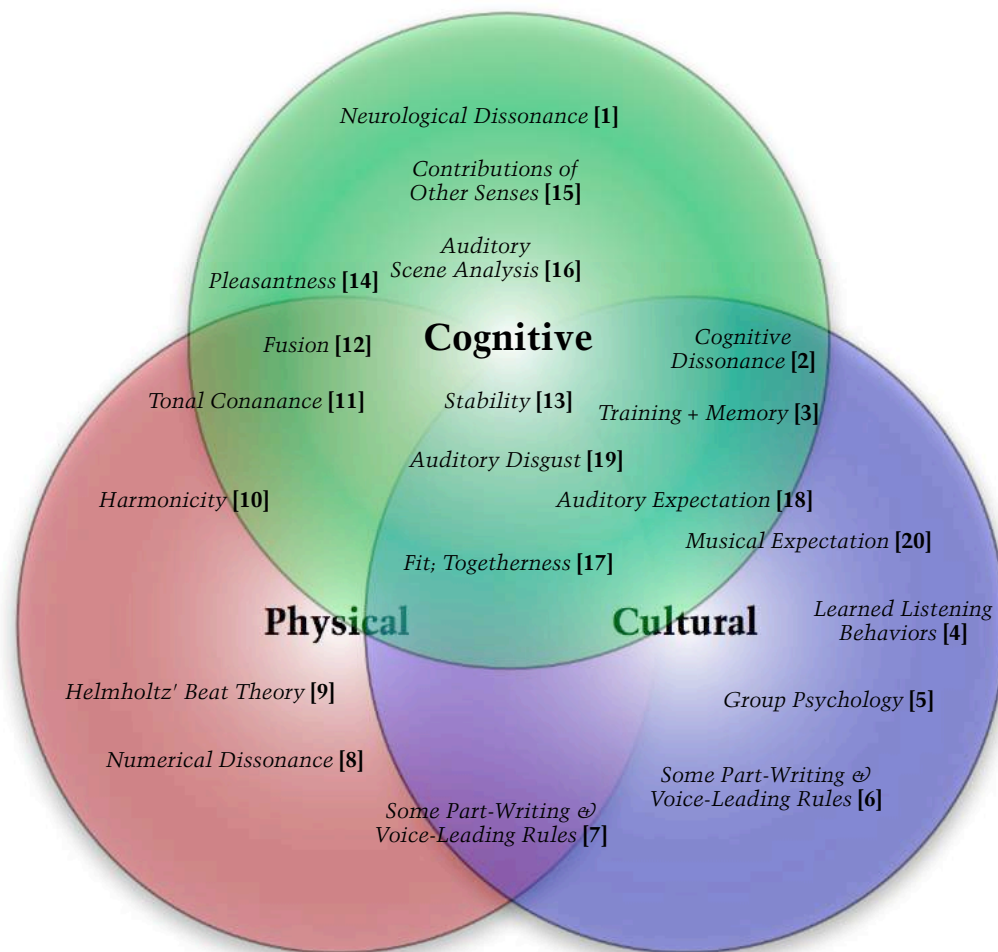 Neurological Dissonance [1]
Contributions of
Other Senses [15]
Auditory
Scene Analysis [16]
Pleasantness [14]
Cognitive
Cognitive
Dissonance [2]
Fusion [12]
Tonal Conanance [11]
Stability [13]
Training + Memory [3]
Auditory Disgust [19]
Harmonicity [10]
Auditory Expectation [18]
Musical Expectation [20]
Fit; Togetherness [17]
Physical
Cultural
Learned Listening
Behaviors [4]
Helmholtz' Beat Theory [9]
Group Psychology [5]
Numerical Dissonance [8]
Some Part-Writing &
Voice-Leading Rules [6]
Some Part-Writing &
Voice-Leading Rules [7]